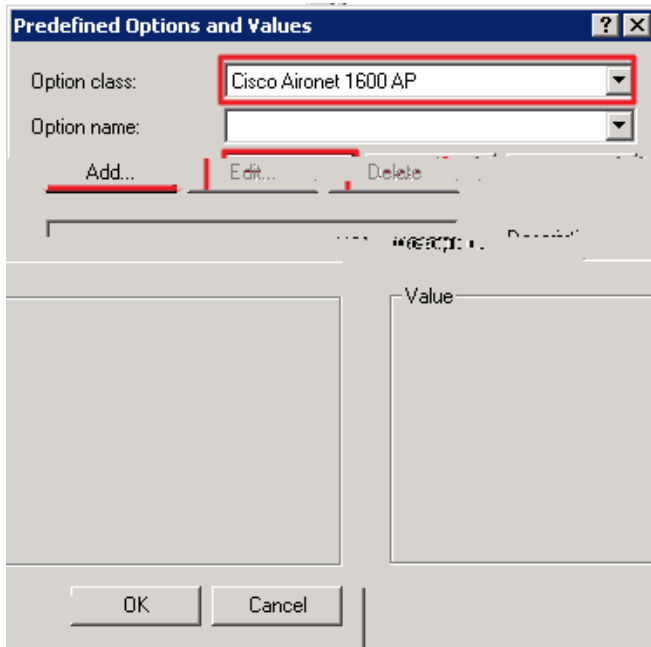 Predefined Options and Values
Option class:
Cisco Aironet 1600 AP
Option name:
Add... Edit... Delete
Value
OK Cancel